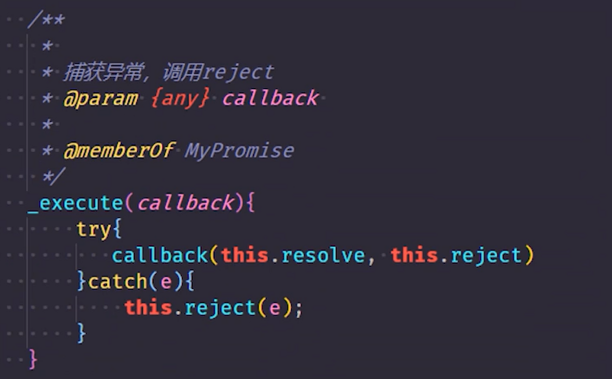 /**
*
* 捕获异常，调用reject
* @param {any} callback
*
* @memberOf MyPromise
*/
_execute(callback){
try{
callback(this.resolve, this.reject)
}catch(e){
this.reject(e);
}
}